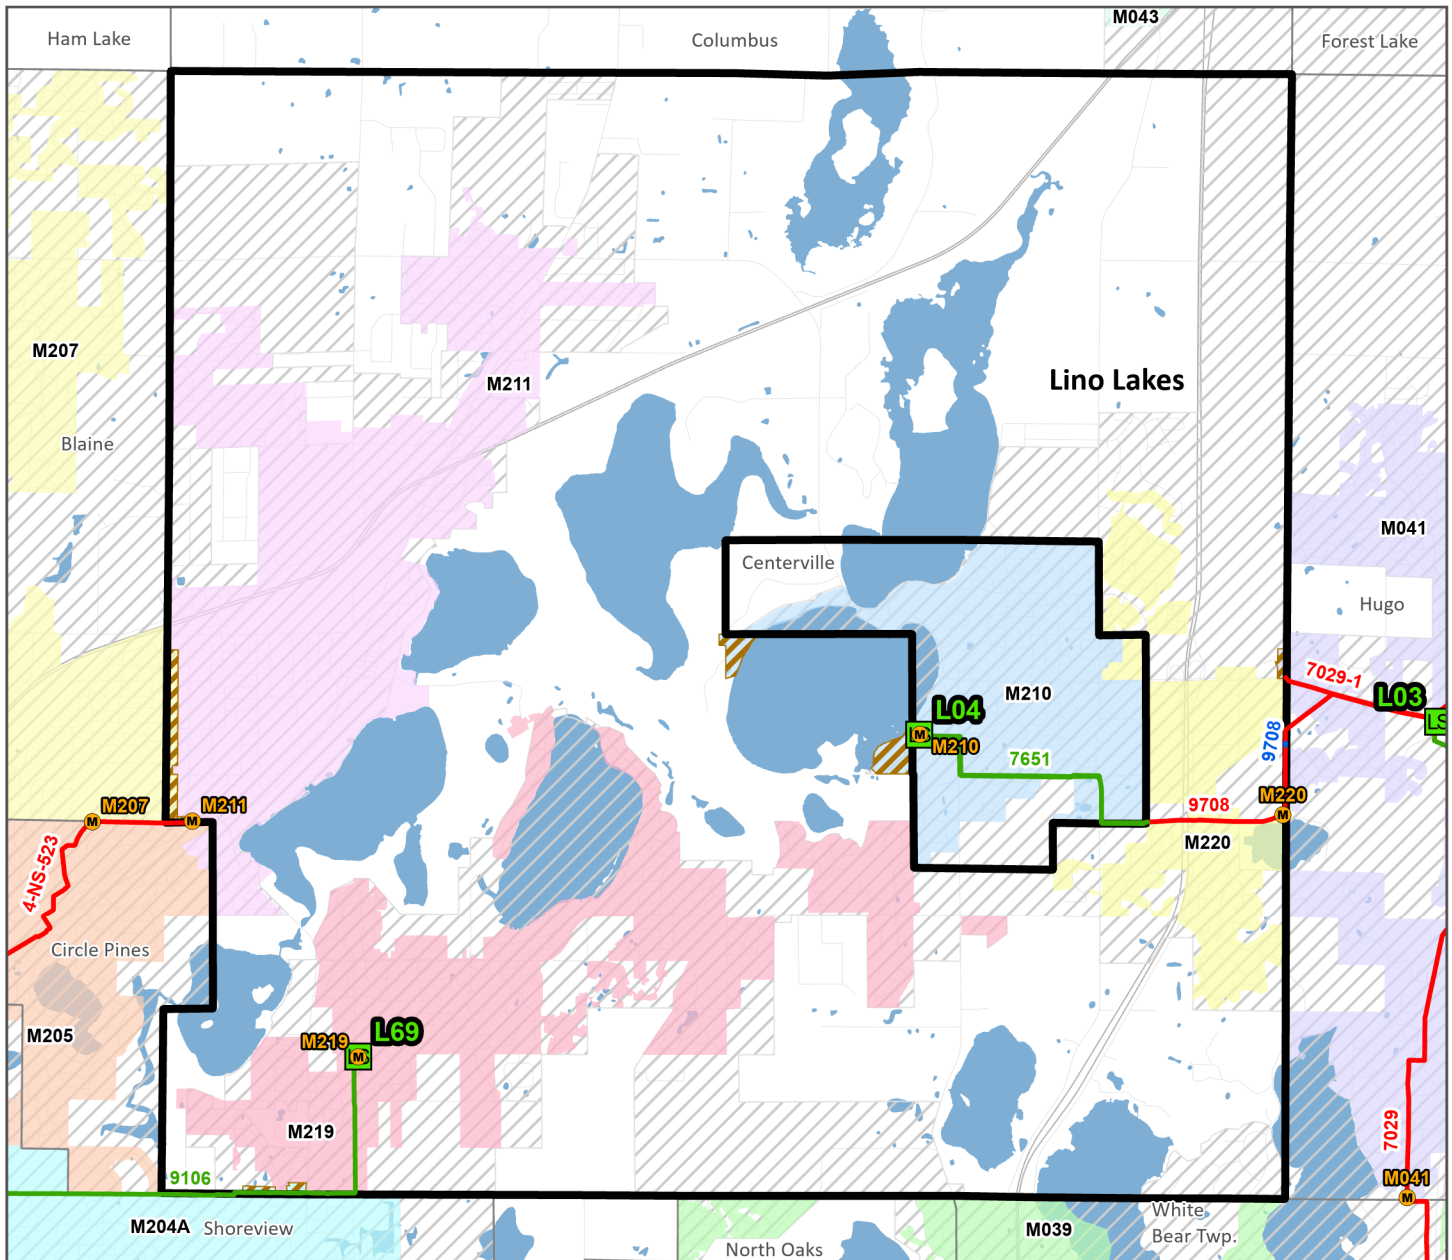 M043
Ham Lake
Columbus
Forest Lake
M207
Lino Lakes
M211
Blaine
M041
Centerville
Hugo
7029-1
M210
L03
LS
L04
M
M210
9708
7651
M207
M211
M220
9708
M
M
M
M220
4-NS-523
Circle Pines
M205
M219
L69
M
M219
7029
9106
M041
M
M204A
Shoreview
White
Bear Twp.
M039
North Oaks